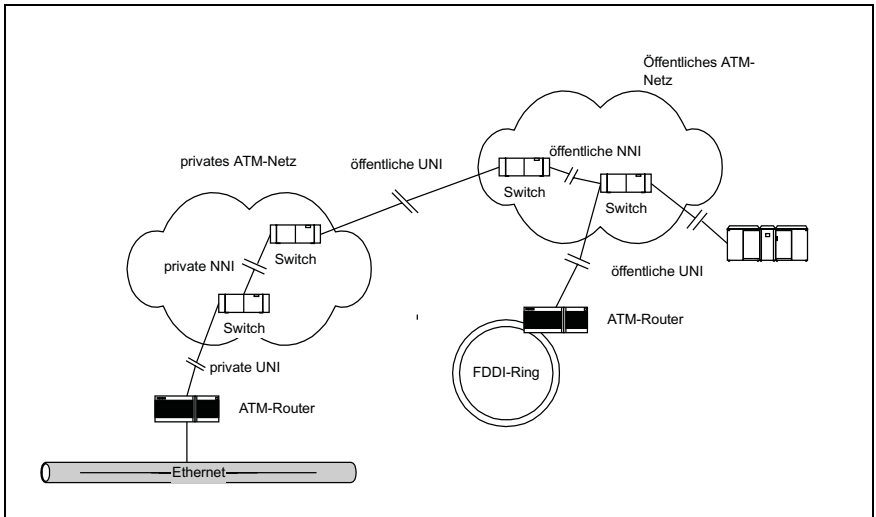 Öffentliches ATM-
Netz
privates ATM-Netz
öffentliche UNI
öffentliche NNI
Switch
Switch
Switch
private NNI
öffentliche UNI
Switch
ATM-Router
private UNI
FDDI-Ring
ATM-Router
Ethernet